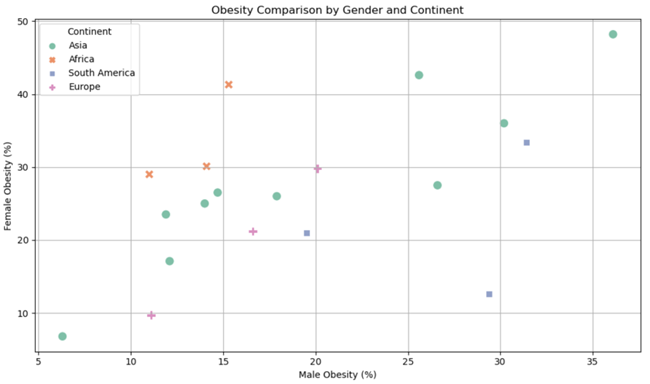 Obesity Comparison by Gender and Continent
Continent
Asia
Africa
South America
Europe
50
40
30
20
10
Female Obesity (%)
5 10 15 20 25 30 35
Male Obesity (%)